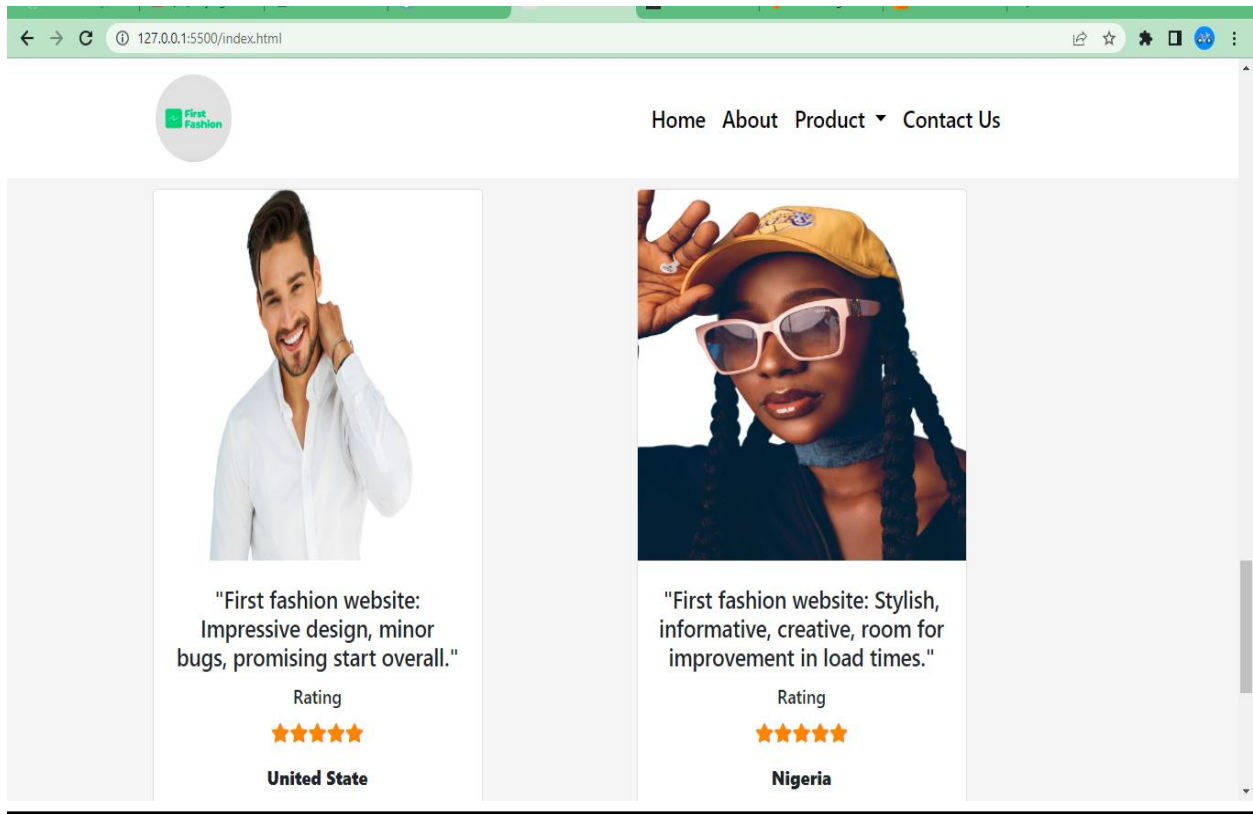 127.0.0.1:5500/index.html
First
Fashion
Home About Product Contact Us
"First fashion website:
Impressive design, minor
bugs, promising start overall."
Rating
United State
"First fashion website: Stylish,
informative, creative, room for
improvement in load times."
Rating
Nigeria